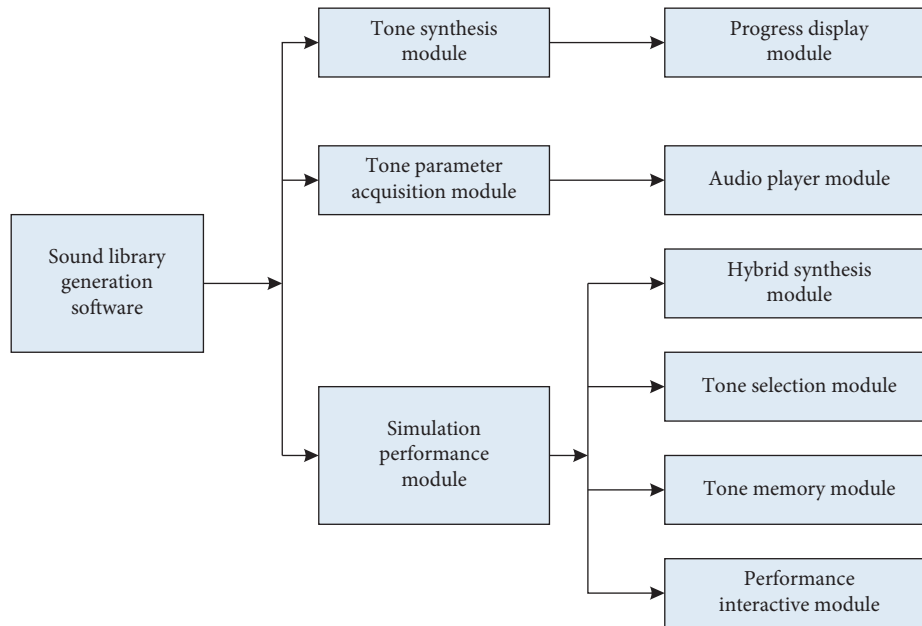 Tone synthesis
module
Progress display
module
Tone parameter
acquisition module
Audio player module
Sound library
generation
software
Hybrid synthesis
module
Tone selection module
Simulation
performance
module
Tone memory module
Performance
interactive module